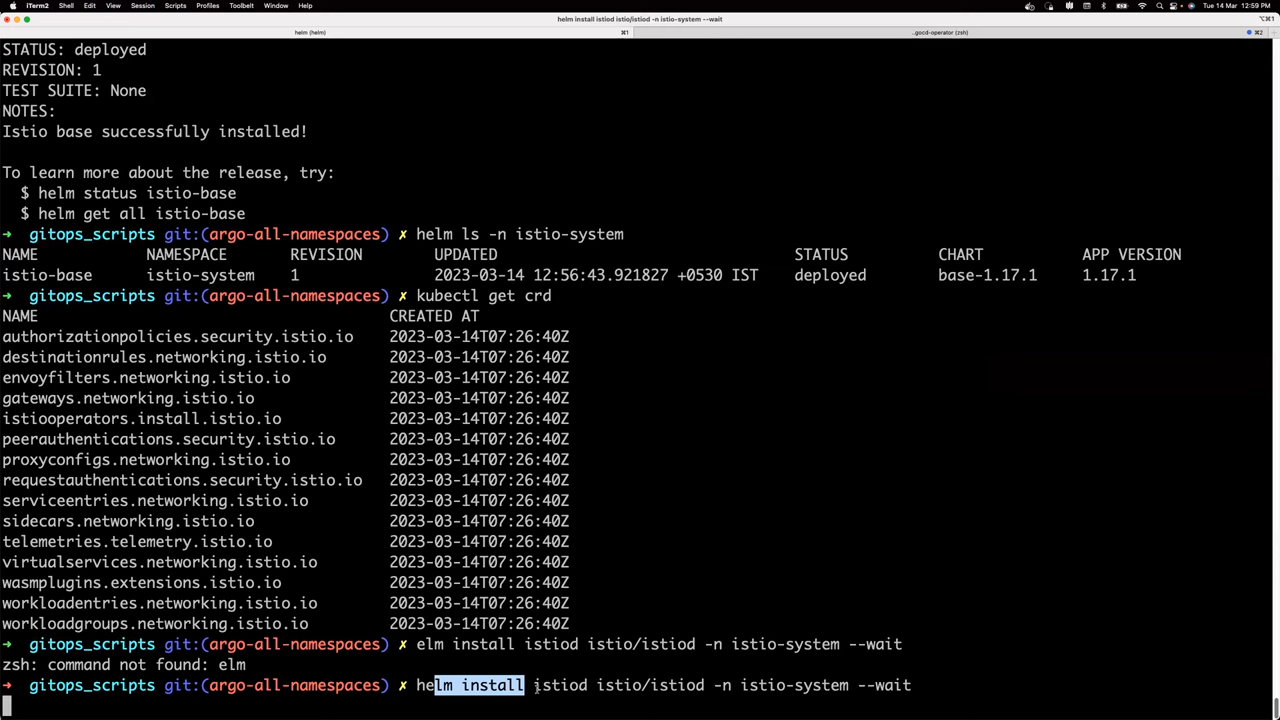 iTerm2 Shell Edit View Session Scripts Profiles Toolbelt Window Help Tue 14 Mar 12:59 PM
helm install istiod istio/istiod -n istio-system --wait
helm (helm) ⌘1 ..gocd-operator (zsh) ⌘2
STATUS: deployed
REVISION: 1
TEST SUITE: None
NOTES:
Istio base successfully installed!
To learn more about the release, try:
$ helm status istio-base
$ helm get all istio-base
➜ gitops_scripts git:(argo-all-namespaces) ✗ helm ls -n istio-system
NAME NAMESPACE REVISION UPDATED STATUS CHART APP VERSION
istio-base istio-system 1 2023-03-14 12:56:43.921827 +0530 IST deployed base-1.17.1 1.17.1
➜ gitops_scripts git:(argo-all-namespaces) ✗ kubectl get crd
NAME CREATED AT
authorizationpolicies.security.istio.io 2023-03-14T07:26:40Z
destinationrules.networking.istio.io 2023-03-14T07:26:40Z
envoyfilters.networking.istio.io 2023-03-14T07:26:40Z
gateways.networking.istio.io 2023-03-14T07:26:40Z
istiooperators.install.istio.io 2023-03-14T07:26:40Z
peerauthentications.security.istio.io 2023-03-14T07:26:40Z
proxyconfigs.networking.istio.io 2023-03-14T07:26:40Z
requestauthentications.security.istio.io 2023-03-14T07:26:40Z
serviceentries.networking.istio.io 2023-03-14T07:26:40Z
sidecars.networking.istio.io 2023-03-14T07:26:40Z
telemetries.telemetry.istio.io 2023-03-14T07:26:40Z
virtualservices.networking.istio.io 2023-03-14T07:26:40Z
wasmplugins.extensions.istio.io 2023-03-14T07:26:40Z
workloadentries.networking.istio.io 2023-03-14T07:26:40Z
workloadgroups.networking.istio.io 2023-03-14T07:26:40Z
➜ gitops_scripts git:(argo-all-namespaces) ✗ elm install istiod istio/istiod -n istio-system --wait
zsh: command not found: elm
➜ gitops_scripts git:(argo-all-namespaces) ✗ helm install istiod istio/istiod -n istio-system --wait